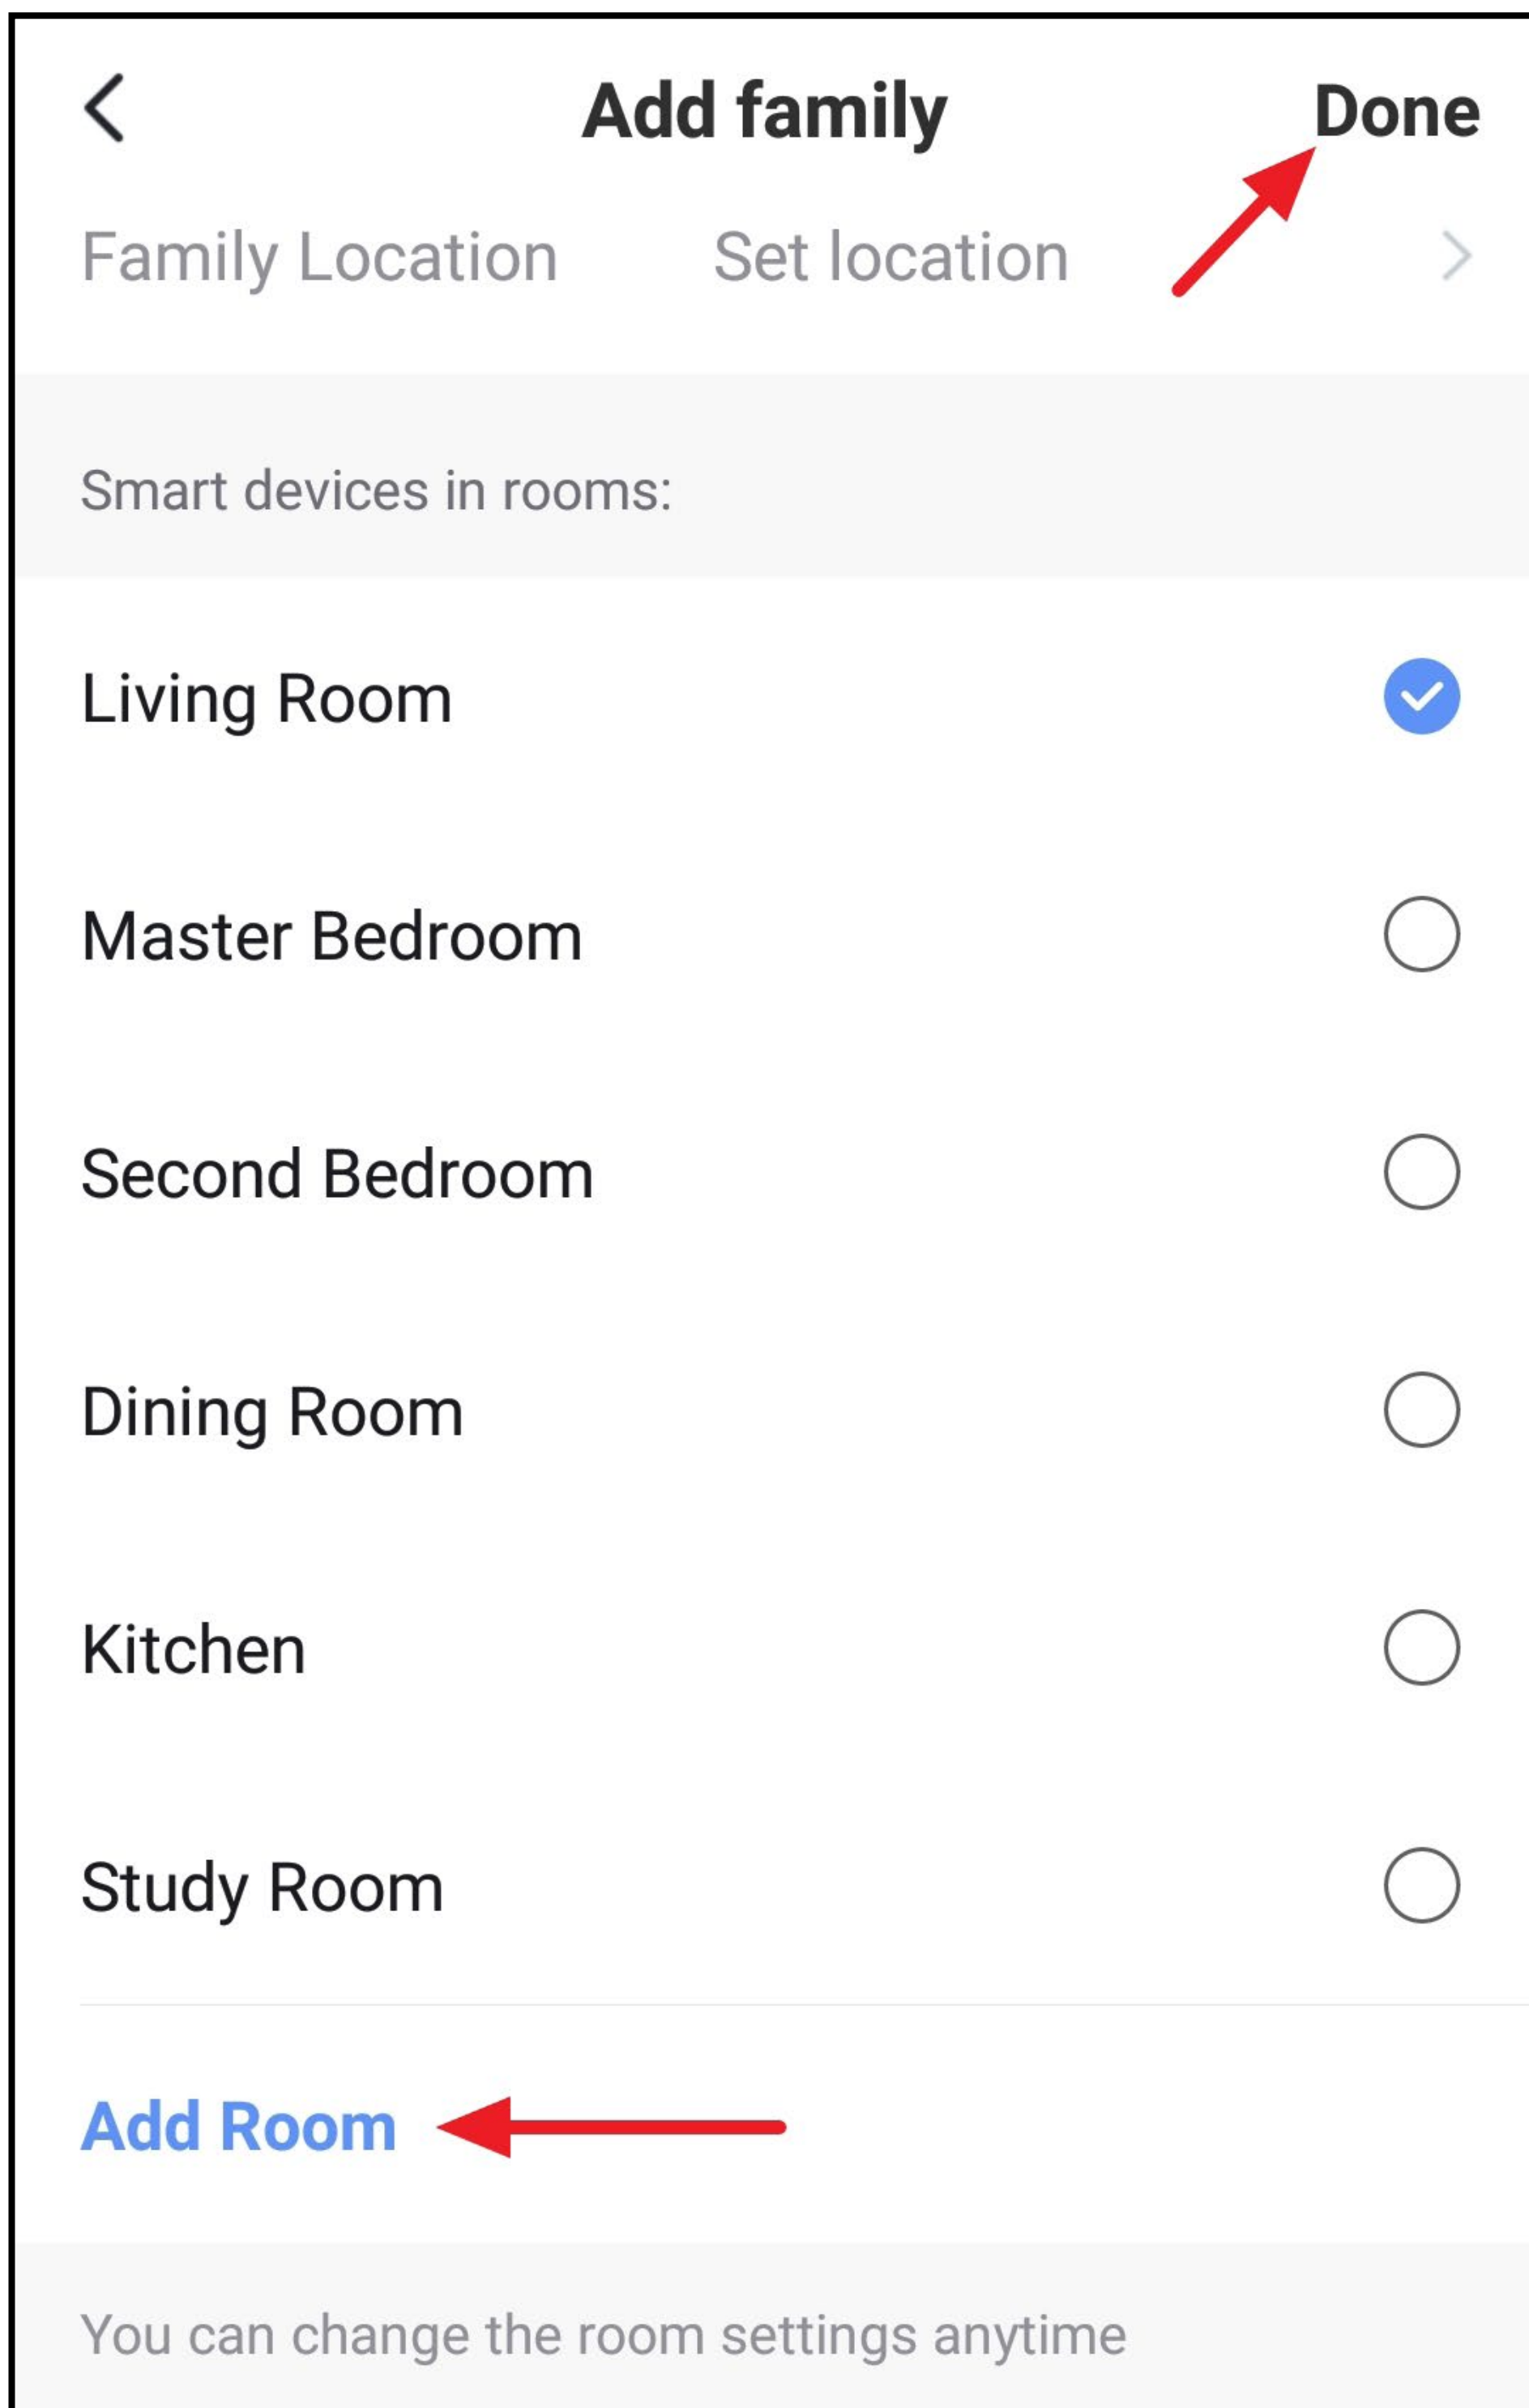 Add family Done
Family Location Set location
Smart devices in rooms:
Living Room
Master Bedroom
Second Bedroom
Dining Room
Kitchen
Study Room
Add Room
You can change the room settings anytime